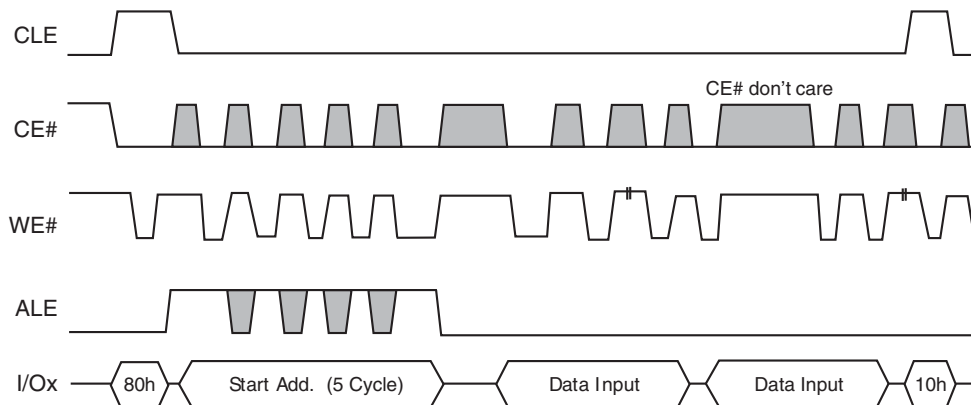 CLE
CE# don't care
CE#
WE#
ALE
I/Ox
80h
Start Add. (5 Cycle)
Data Input
Data Input
10h